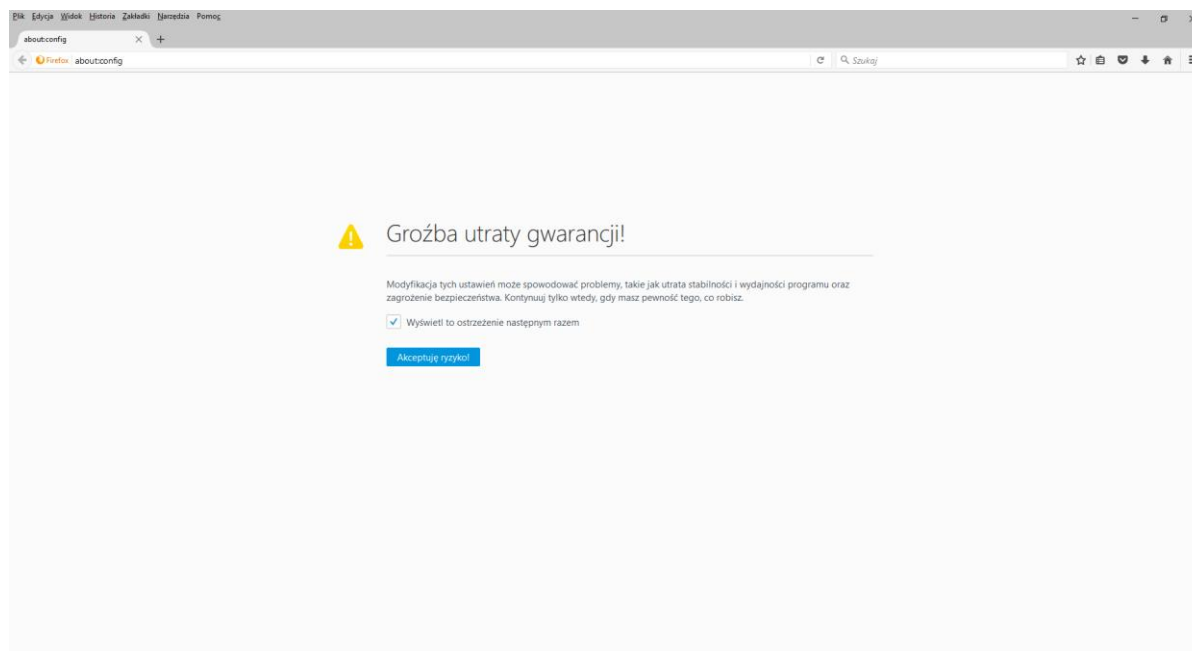 Plik Edycja Widok Historia Zakładki Narzędzia Pomoc
about:config
Firefox about:config Szukaj
Groźba utraty gwarancji!
Modyfikacja tych ustawień może spowodować problemy, takie jak utrata stabilności i wydajności programu oraz
zagrożenie bezpieczeństwa. Kontynuuj tylko wtedy, gdy masz pewność tego, co robisz.
Wyświetl to ostrzeżenie następnym razem
Akceptuję ryzyko!